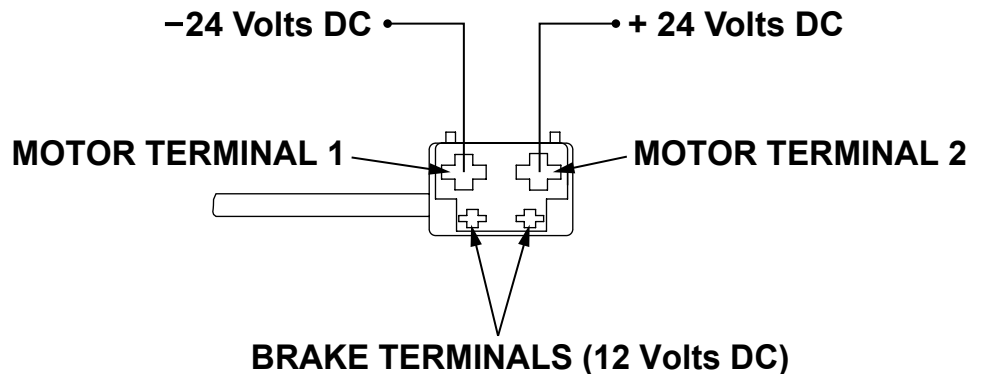 −24 Volts DC
+ 24 Volts DC
MOTOR TERMINAL 1
MOTOR TERMINAL 2
BRAKE TERMINALS (12 Volts DC)